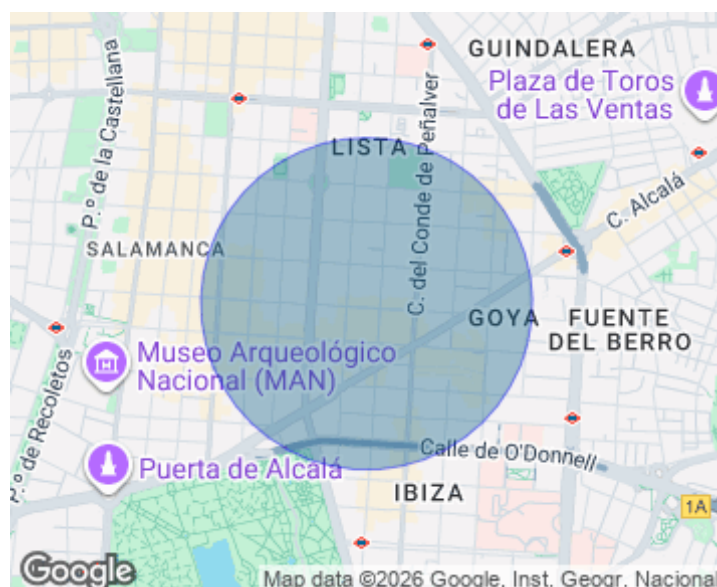 GUINDALERA
Plaza de Toros
de Las Ventas
P.º de la Castellana
LISTA
C. del Conde de Peñalver
C. Alcalá
SALAMANCA
GOYA
FUENTE
DEL BERRO
Museo Arqueológico
Nacional (MAN)
P.º de Recoletos
Puerta de Alcalá
Calle de O'Donnell
IBIZA
1A
Google
Map data ©2026 Google, Inst. Geogr. Nacional